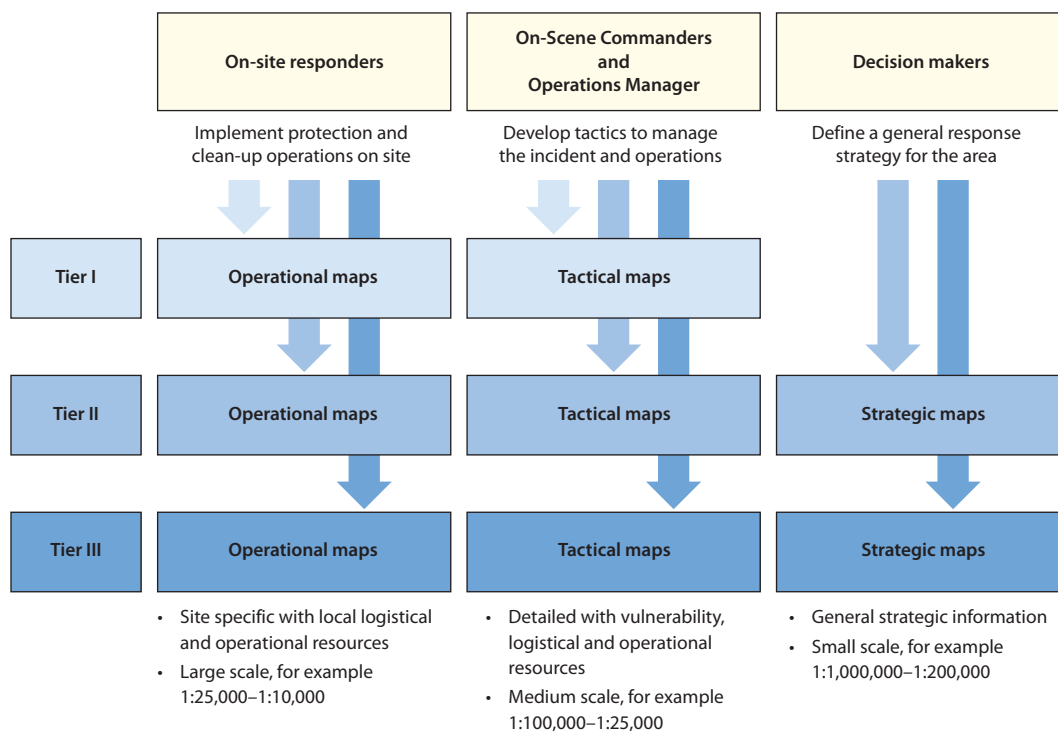 On-site responders
On-Scene Commanders
and
Operations Manager
Decision makers
Implement protection and
clean-up operations on site
Develop tactics to manage
the incident and operations
Define a general response
strategy for the area
Tier I
Operational maps
Tactical maps
Tier II
Operational maps
Tactical maps
Strategic maps
Tier III
Operational maps
Tactical maps
Strategic maps
• Site specific with local logistical
and operational resources
• Large scale, for example
1:25,000–1:10,000
• Detailed with vulnerability,
logistical and operational
resources
• Medium scale, for example
1:100,000–1:25,000
• General strategic information
• Small scale, for example
1:1,000,000–1:200,000